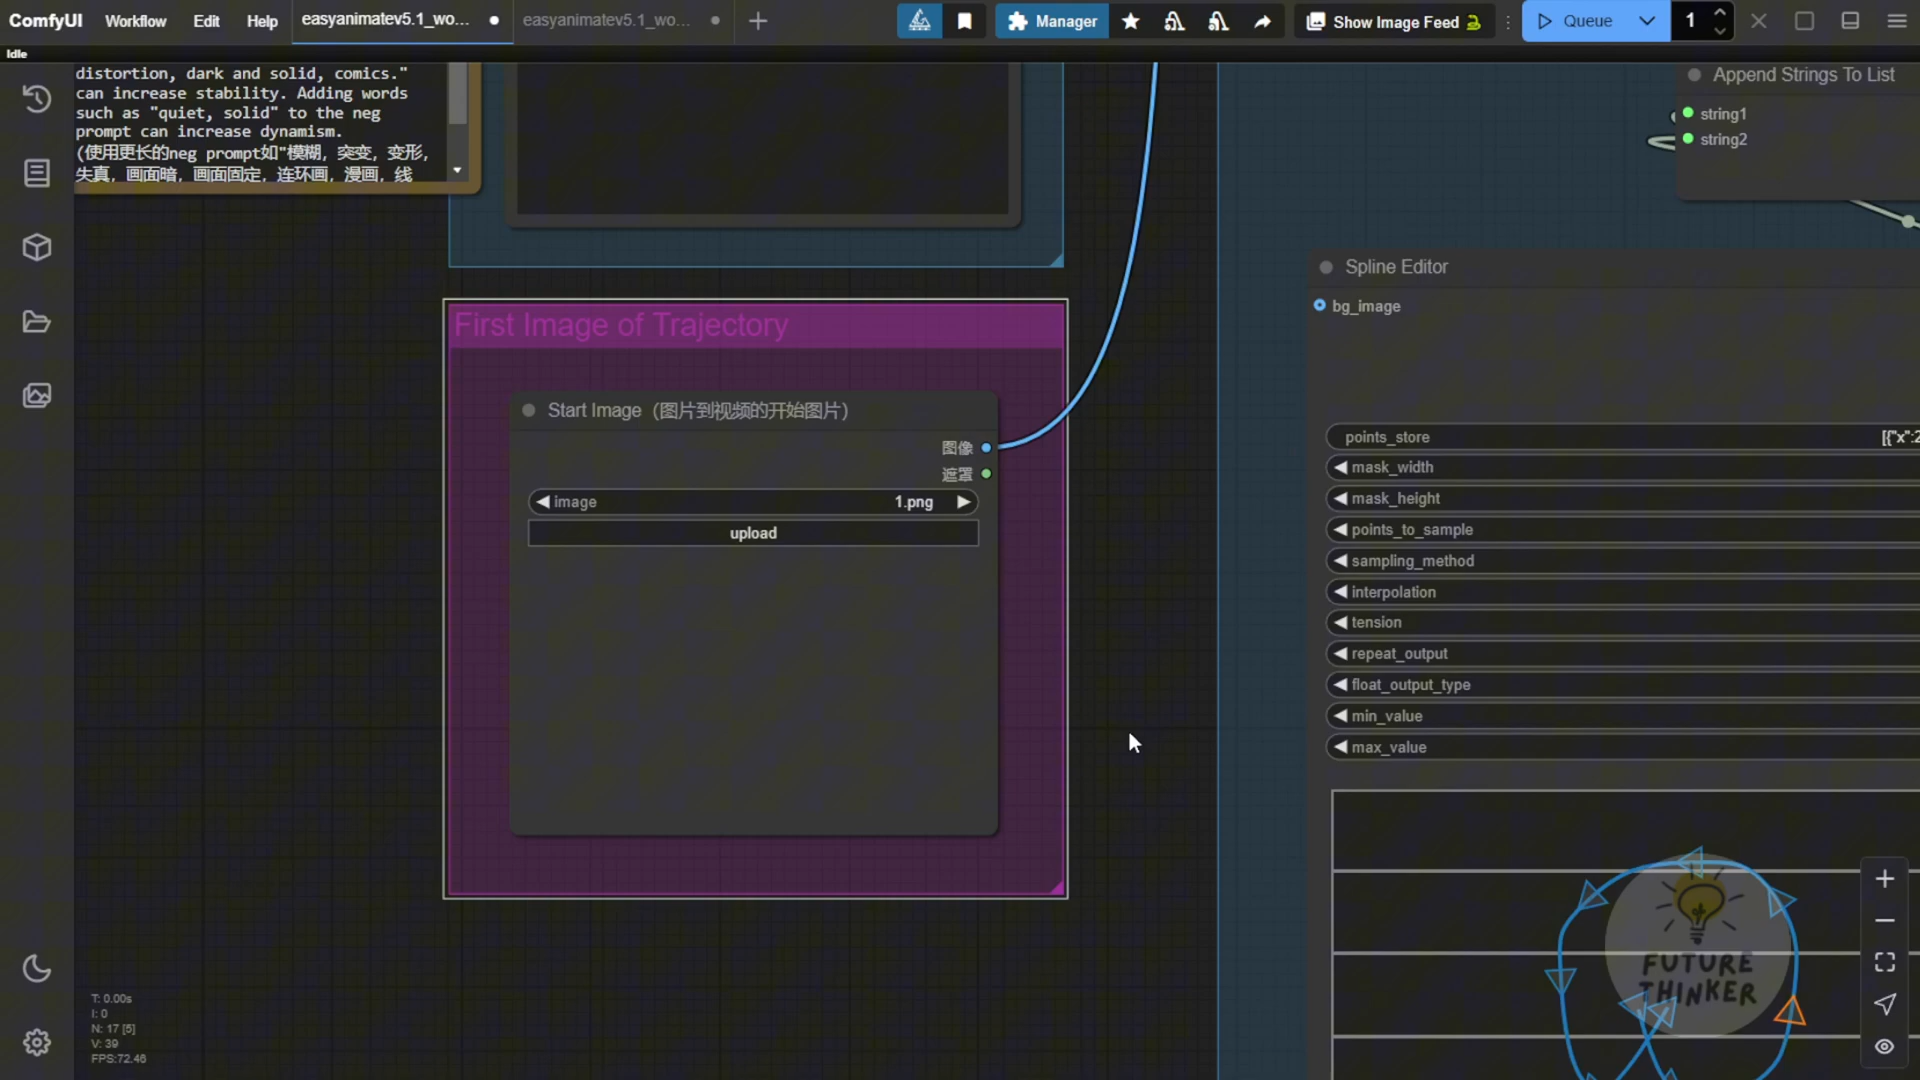 ComfyUI Workflow Edit Help easyanimatev5.1_wo... easyanimatev5.1_wo... Manager Show Image Feed Queue 1
Idle
distortion, dark and solid, comics."
can increase stability. Adding words
such as "quiet, solid" to the neg
prompt can increase dynamism.
(使用更长的neg prompt如"模糊, 突变, 变形,
失真, 画面暗, 画面固定, 连环画, 漫画, 线
First Image of Trajectory
Start Image (图片到视频的开始图片)
图像
遮罩
image 1.png
upload
Append Strings To List
string1
string2
Spline Editor
bg_image
points_store [{"x":2
mask_width
mask_height
points_to_sample
sampling_method
interpolation
tension
repeat_output
float_output_type
min_value
max_value
FUTURE
THINKER
T: 0.00s
I: 0
N: 17 [5]
V: 39
FPS:72.46